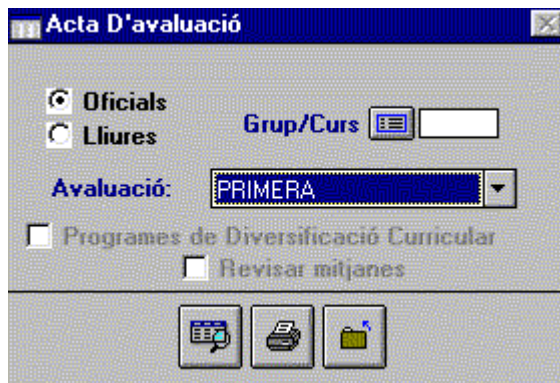 Acta D'avaluació
Oficials
Lliures
Grup/Curs
Avaluació: PRIMERA
Programes de Diversificació Curricular
Revisar mitjanes